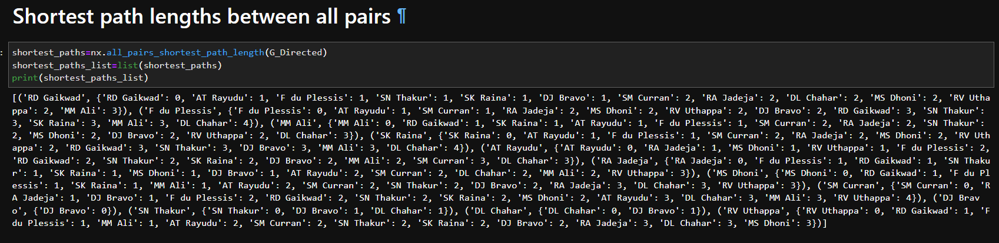 Shortest path lengths between all pairs ¶
: shortest_paths=nx.all_pairs_shortest_path_length(G_Directed)
shortest_paths_list=list(shortest_paths)
print(shortest_paths_list)
[('RD Gaikwad', {'RD Gaikwad': 0, 'AT Rayudu': 1, 'F du Plessis': 1, 'SN Thakur': 1, 'SK Raina': 1, 'DJ Bravo': 1, 'SM Curran': 2, 'RA Jadeja': 2, 'DL Chahar': 2, 'MS Dhoni': 2, 'RV Utha
ppa': 2, 'MM Ali': 3}), ('F du Plessis', {'F du Plessis': 0, 'AT Rayudu': 1, 'SM Curran': 1, 'RA Jadeja': 2, 'MS Dhoni': 2, 'RV Uthappa': 2, 'DJ Bravo': 2, 'RD Gaikwad': 3, 'SN Thakur':
3, 'SK Raina': 3, 'MM Ali': 3, 'DL Chahar': 4}), ('MM Ali', {'MM Ali': 0, 'RD Gaikwad': 1, 'SK Raina': 1, 'AT Rayudu': 1, 'F du Plessis': 1, 'SM Curran': 2, 'RA Jadeja': 2, 'SN Thakur':
2, 'MS Dhoni': 2, 'DJ Bravo': 2, 'RV Uthappa': 2, 'DL Chahar': 3}), ('SK Raina', {'SK Raina': 0, 'AT Rayudu': 1, 'F du Plessis': 1, 'SM Curran': 2, 'RA Jadeja': 2, 'MS Dhoni': 2, 'RV Uth
appa': 2, 'RD Gaikwad': 3, 'SN Thakur': 3, 'DJ Bravo': 3, 'MM Ali': 3, 'DL Chahar': 4}), ('AT Rayudu', {'AT Rayudu': 0, 'RA Jadeja': 1, 'MS Dhoni': 1, 'RV Uthappa': 1, 'F du Plessis': 2,
'RD Gaikwad': 2, 'SN Thakur': 2, 'SK Raina': 2, 'DJ Bravo': 2, 'MM Ali': 2, 'SM Curran': 3, 'DL Chahar': 3}), ('RA Jadeja', {'RA Jadeja': 0, 'F du Plessis': 1, 'RD Gaikwad': 1, 'SN Thaku
r': 1, 'SK Raina': 1, 'MS Dhoni': 1, 'DJ Bravo': 1, 'AT Rayudu': 2, 'SM Curran': 2, 'DL Chahar': 2, 'MM Ali': 2, 'RV Uthappa': 3}), ('MS Dhoni', {'MS Dhoni': 0, 'RD Gaikwad': 1, 'F du Pl
essis': 1, 'SK Raina': 1, 'MM Ali': 1, 'AT Rayudu': 2, 'SM Curran': 2, 'SN Thakur': 2, 'DJ Bravo': 2, 'RA Jadeja': 3, 'DL Chahar': 3, 'RV Uthappa': 3}), ('SM Curran', {'SM Curran': 0, 'R
A Jadeja': 1, 'DJ Bravo': 1, 'F du Plessis': 2, 'RD Gaikwad': 2, 'SN Thakur': 2, 'SK Raina': 2, 'MS Dhoni': 2, 'AT Rayudu': 3, 'DL Chahar': 3, 'MM Ali': 3, 'RV Uthappa': 4}), ('DJ Brav
o', {'DJ Bravo': 0}), ('SN Thakur', {'SN Thakur': 0, 'DJ Bravo': 1, 'DL Chahar': 1}), ('DL Chahar', {'DL Chahar': 0, 'DJ Bravo': 1}), ('RV Uthappa', {'RV Uthappa': 0, 'RD Gaikwad': 1, 'F
du Plessis': 1, 'MM Ali': 1, 'AT Rayudu': 2, 'SM Curran': 2, 'SN Thakur': 2, 'SK Raina': 2, 'DJ Bravo': 2, 'RA Jadeja': 3, 'DL Chahar': 3, 'MS Dhoni': 3})]